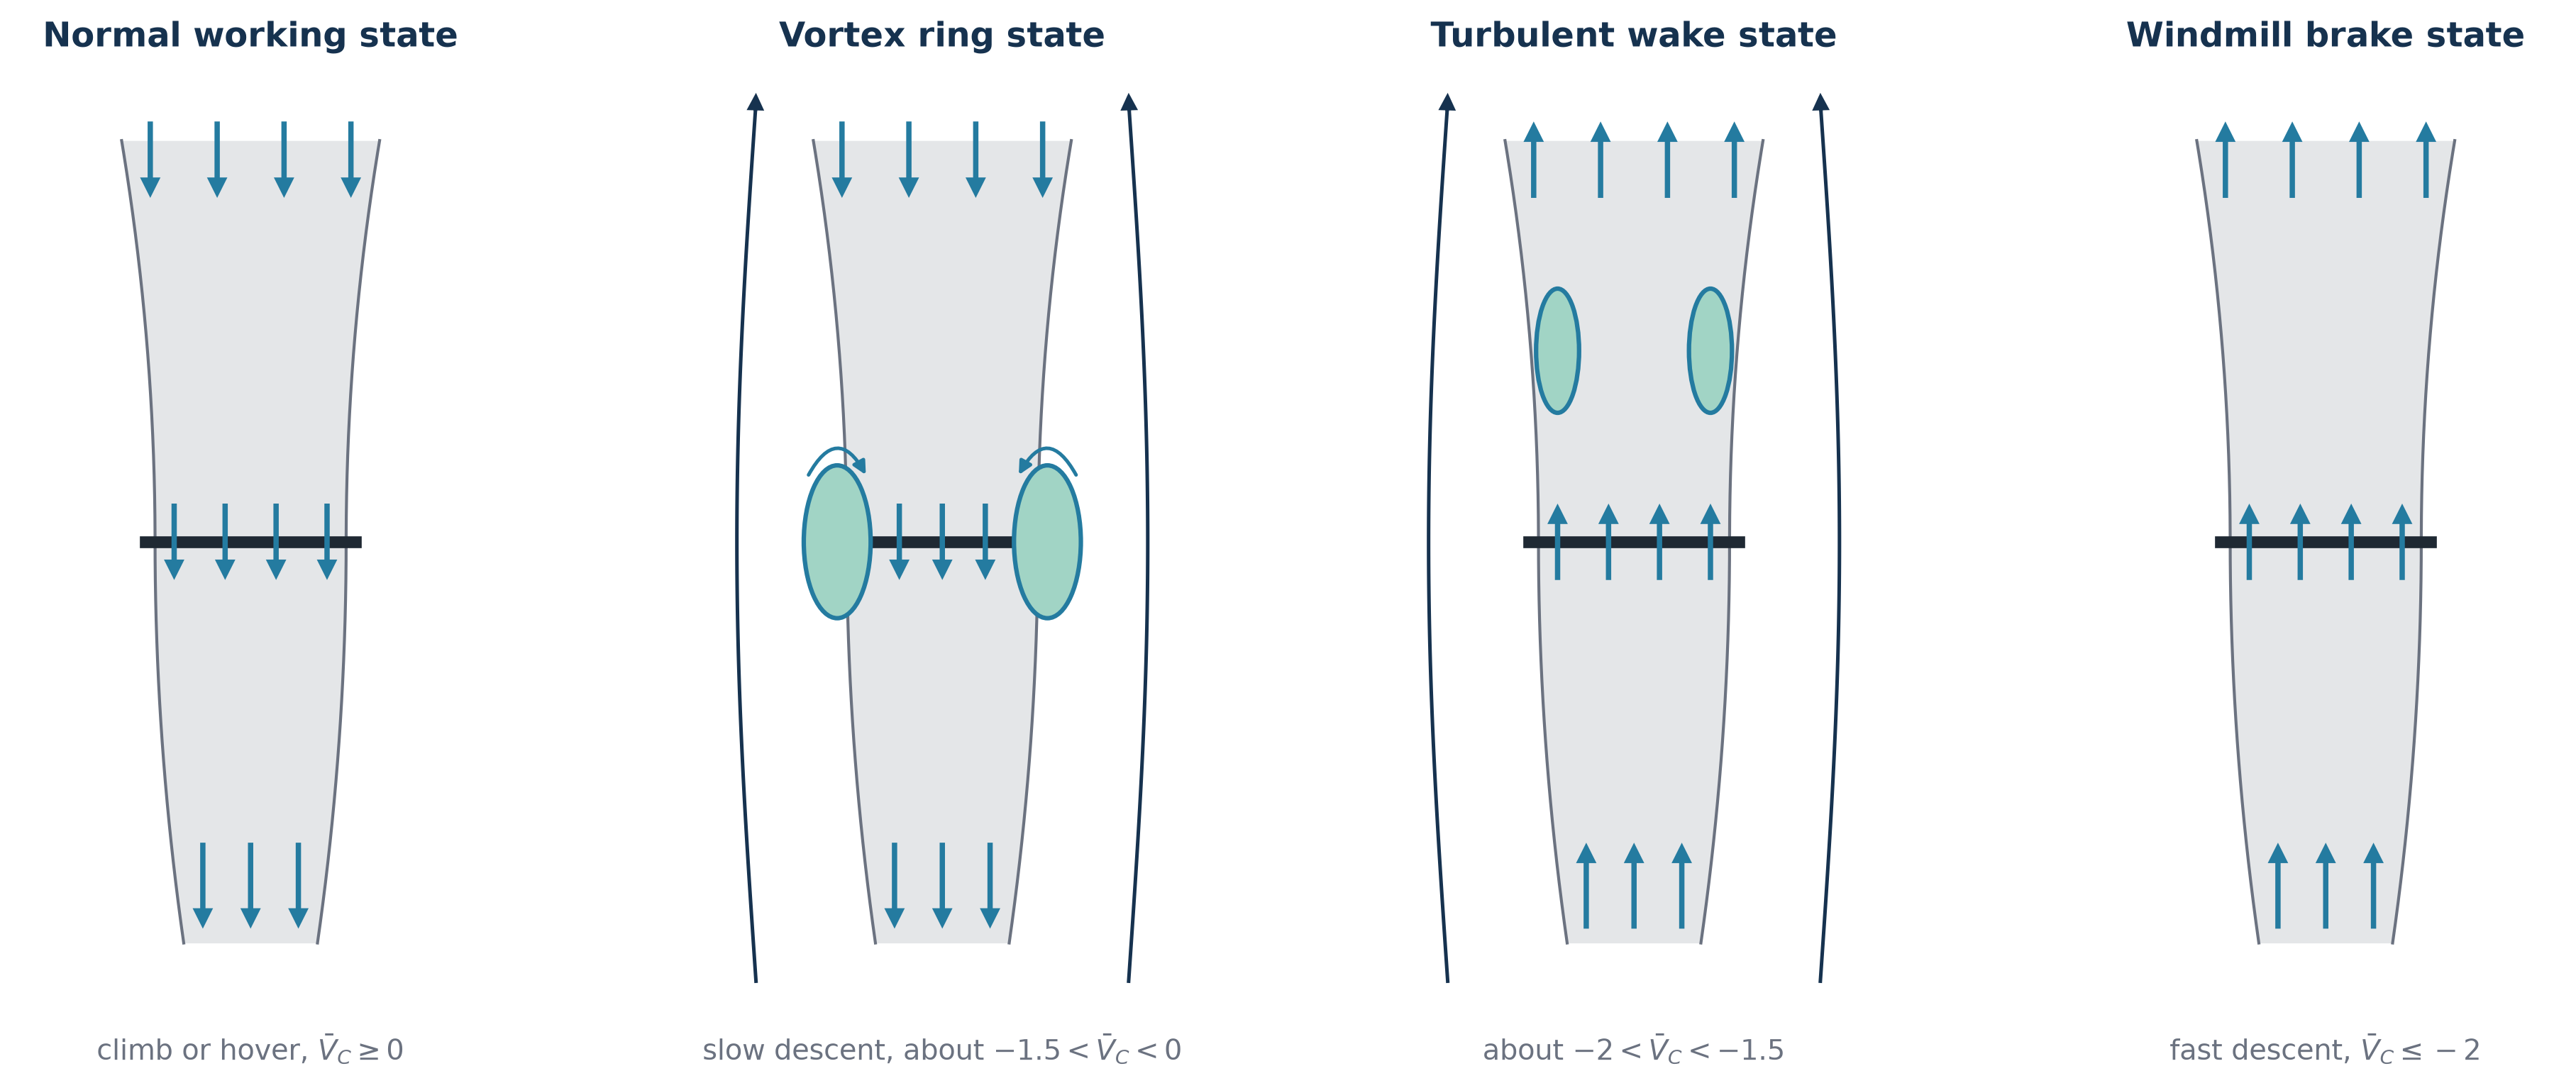 Normal working state
Vortex ring state
Turbulent wake state
Windmill brake state
climb or hover, V̄_C ≥ 0
slow descent, about −1.5 < V̄_C < 0
about −2 < V̄_C < −1.5
fast descent, V̄_C ≤ −2